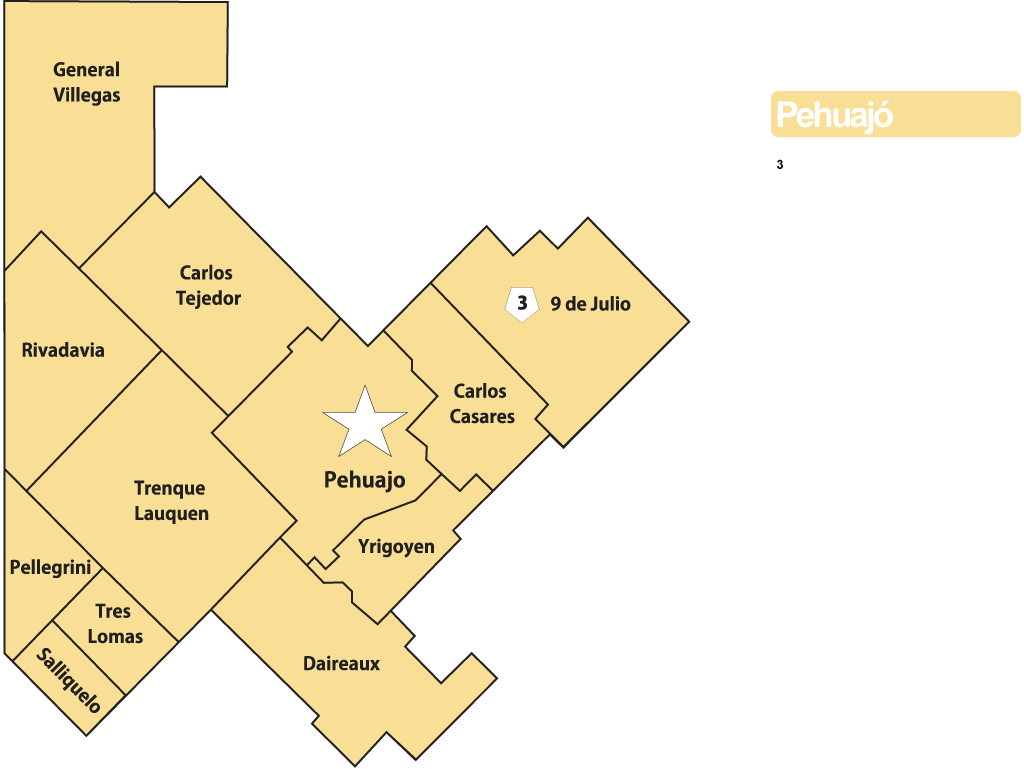 General
Villegas
Pehuajó
3
Carlos
Tejedor
3 9 de Julio
Rivadavia
Carlos
Casares
Pehuajo
Trenque
Lauquen
Yrigoyen
Pellegrini
Tres
Lomas
Daireaux
Salliquelo